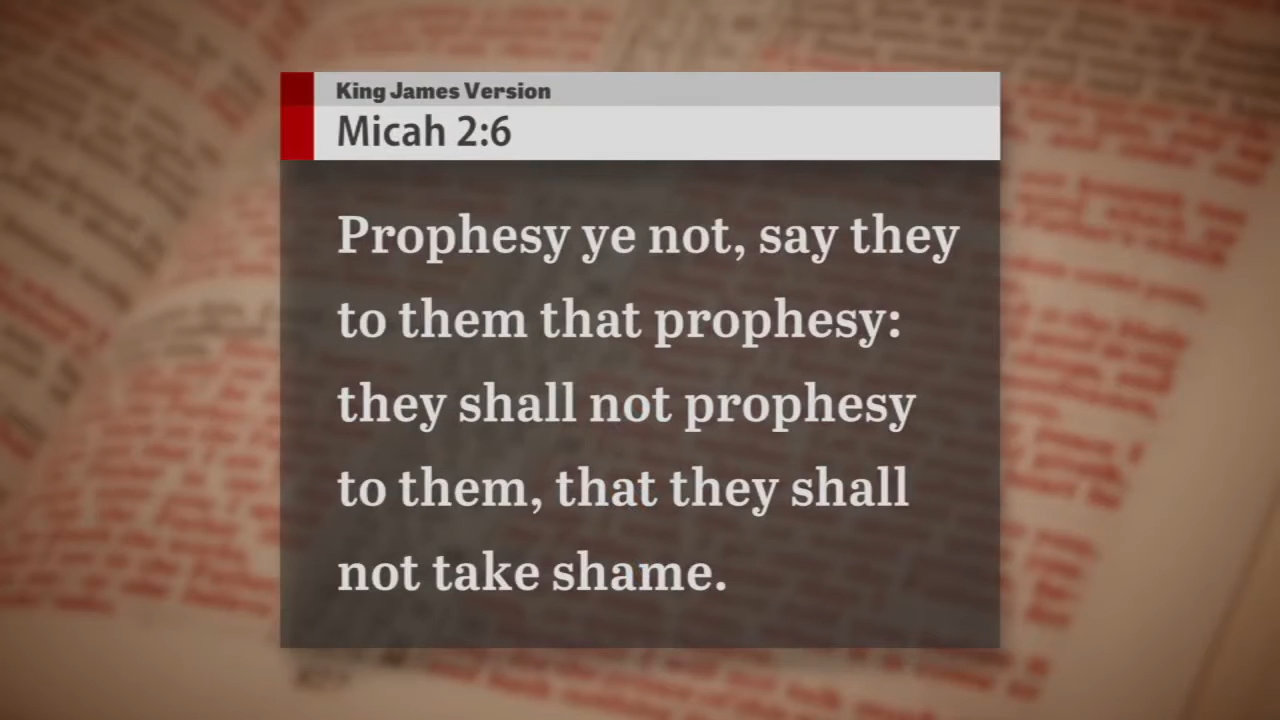 King James Version
Micah 2:6
Prophesy ye not, say they
to them that prophesy:
they shall not prophesy
to them, that they shall
not take shame.